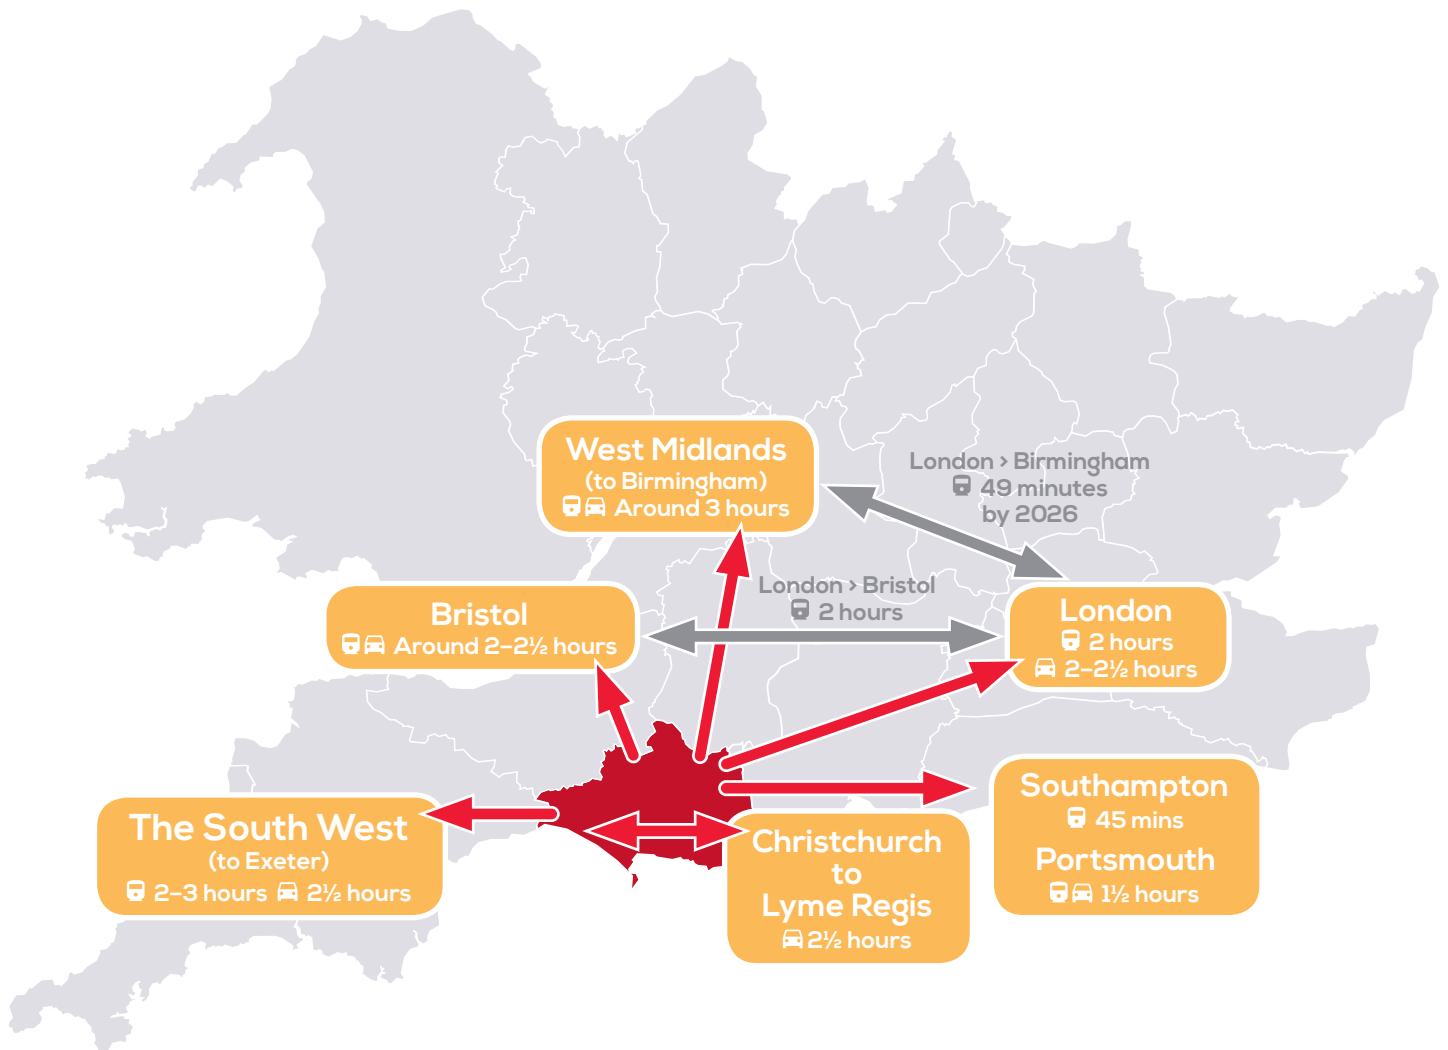 West Midlands
(to Birmingham)
Around 3 hours
London > Birmingham
49 minutes
by 2026
London > Bristol
2 hours
Bristol
Around 2–2½ hours
London
2 hours
2–2½ hours
The South West
(to Exeter)
2–3 hours 2½ hours
Christchurch
to
Lyme Regis
2½ hours
Southampton
45 mins
Portsmouth
1½ hours